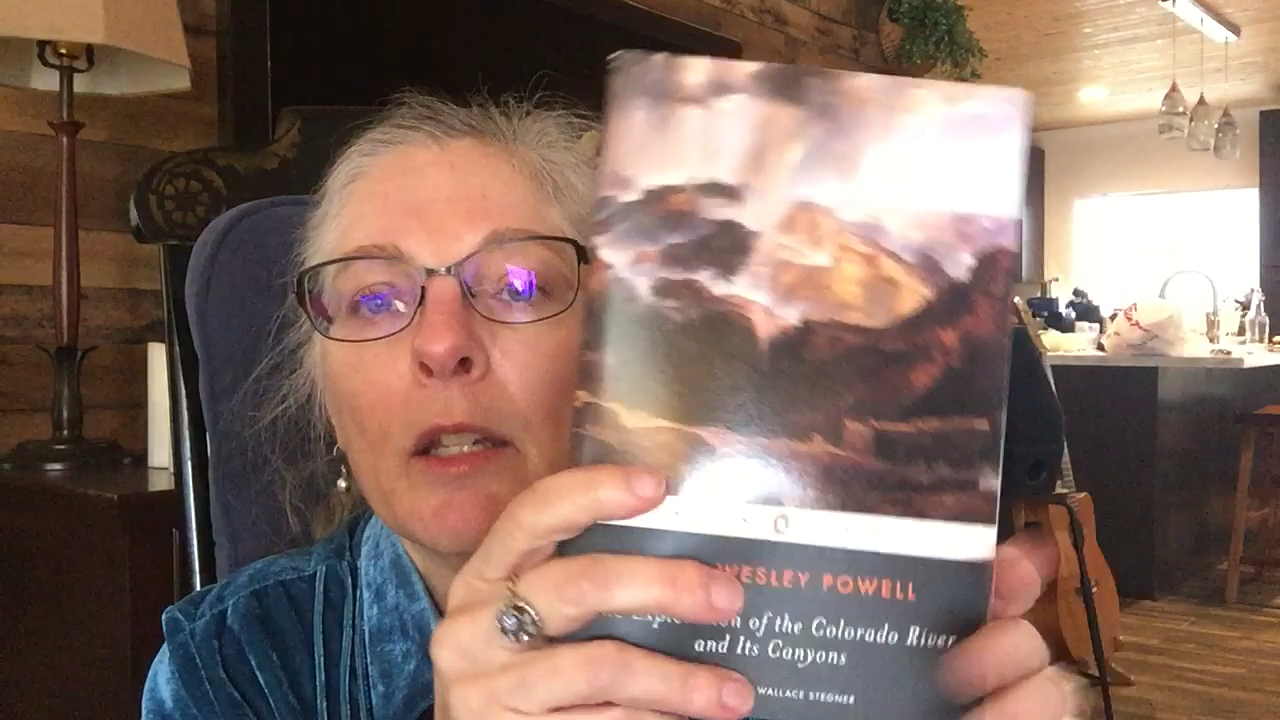 WESLEY POWELL
of the Colorado River
and Its Canyons
WALLACE STEGNER